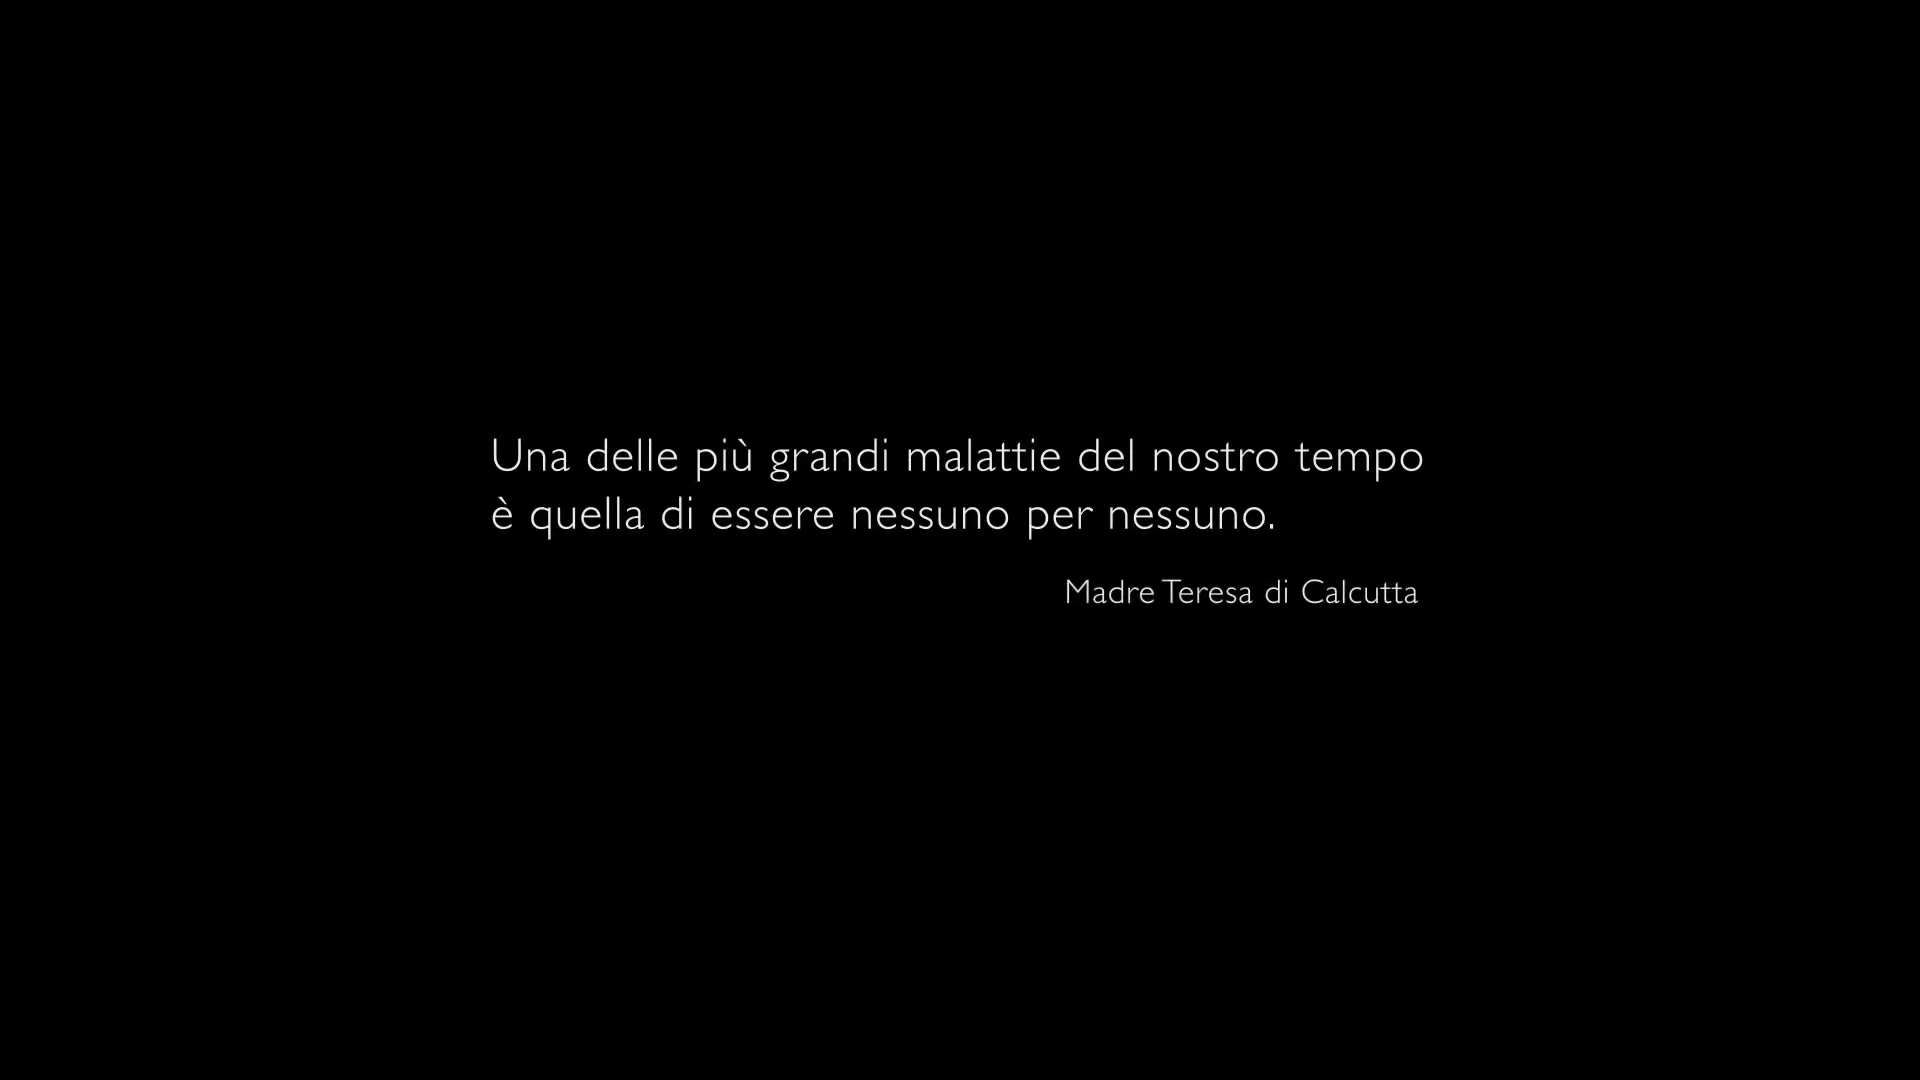 Una delle più grandi malattie del nostro tempo
è quella di essere nessuno per nessuno.
Madre Teresa di Calcutta